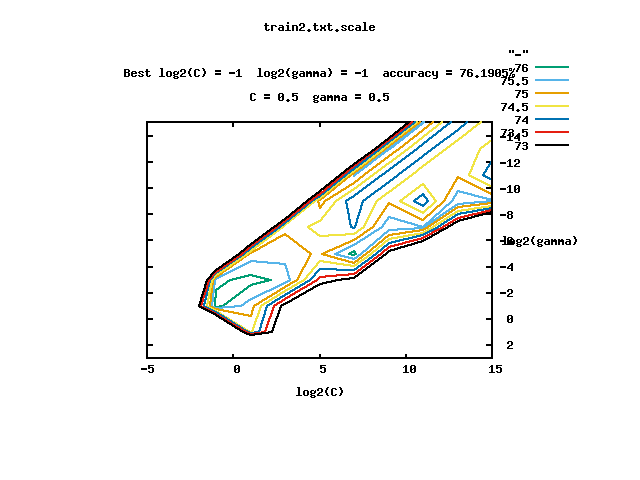 train2.txt.scale
"-"
Best log2(C) = -1 log2(gamma) = -1 accuracy = 76.1905%
76
75.5
75
C = 0.5 gamma = 0.5
74.5
74
73.5
73
-14
-12
-10
-8
-6
log2(gamma)
-4
-2
0
2
-5 0 5 10 15
log2(C)